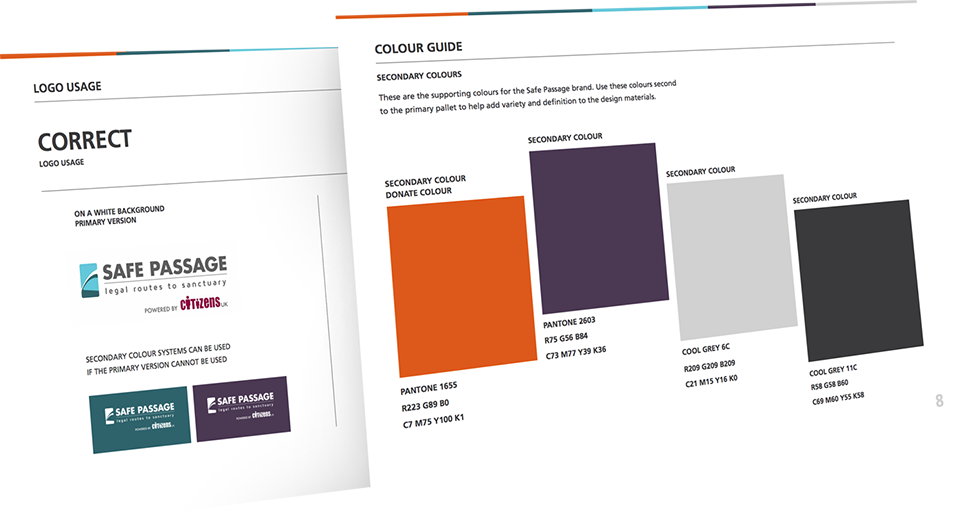 LOGO USAGE
CORRECT
LOGO USAGE
ON A WHITE BACKGROUND
PRIMARY VERSION
SAFE PASSAGE
legal routes to sanctuary
POWERED BY CITIZENS UK
SECONDARY COLOUR SYSTEMS CAN BE USED
IF THE PRIMARY VERSION CANNOT BE USED
SAFE PASSAGE
legal routes to sanctuary
POWERED BY CITIZENS
SAFE PASSAGE
legal routes to sanctuary
POWERED BY CITIZENS
COLOUR GUIDE
SECONDARY COLOURS
These are the supporting colours for the Safe Passage brand. Use these colours second
to the primary pallet to help add variety and definition to the design materials.
SECONDARY COLOUR
DONATE COLOUR
PANTONE 1655
R223 G89 B0
C7 M75 Y100 K1
SECONDARY COLOUR
PANTONE 2603
R75 G56 B84
C73 M77 Y39 K36
SECONDARY COLOUR
COOL GREY 6C
R209 G209 B209
C21 M15 Y16 K0
SECONDARY COLOUR
COOL GREY 11C
R58 G58 B60
C69 M60 Y55 K58
8